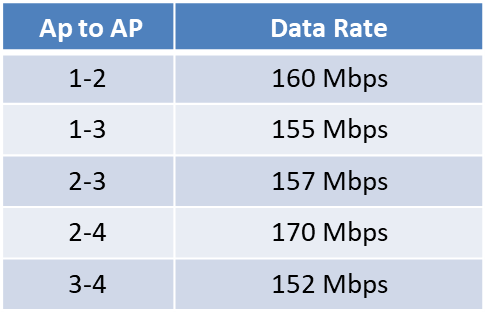 Ap to AP Data Rate
1-2 160 Mbps
1-3 155 Mbps
2-3 157 Mbps
2-4 170 Mbps
3-4 152 Mbps